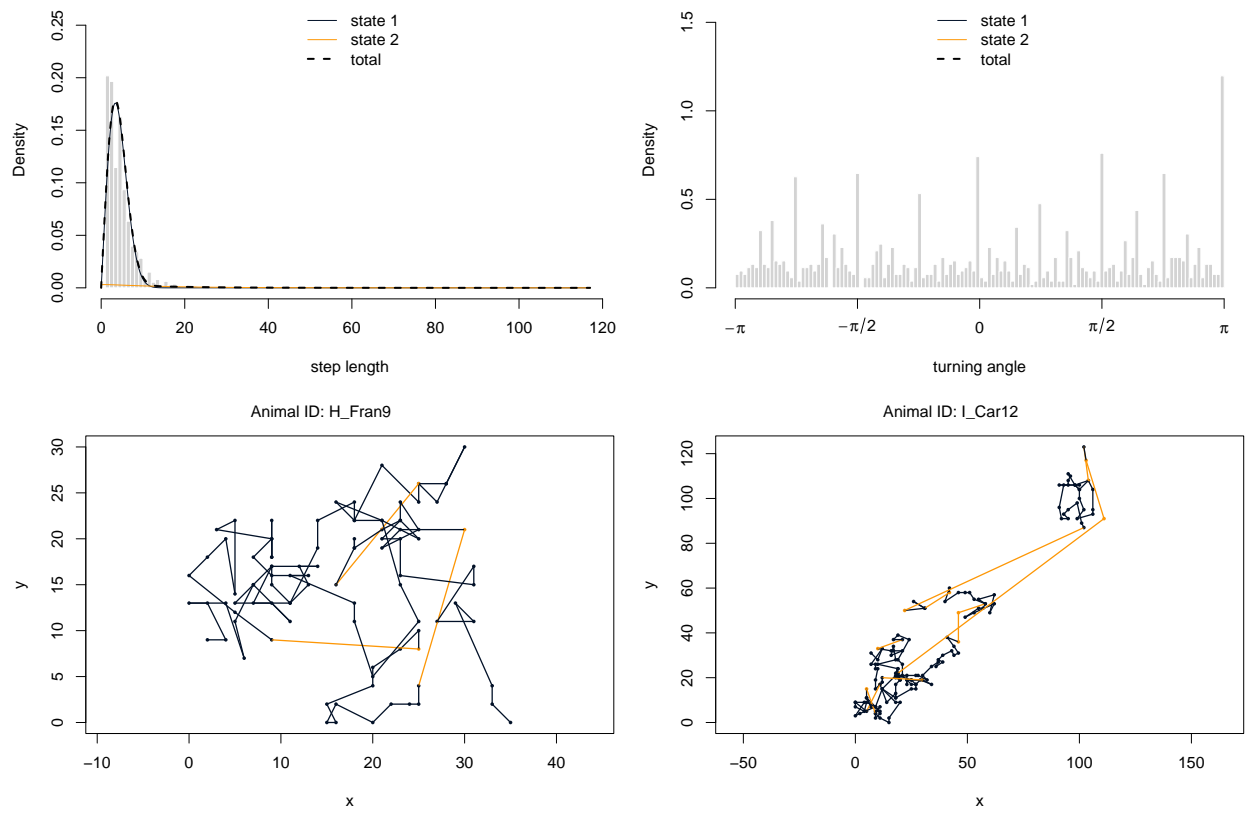 state 1
state 2
total
0.00
0.05
0.10
0.15
0.20
0.25
Density
0
20
40
60
80
100
120
step length
state 1
state 2
total
0.0
0.5
1.0
1.5
Density
−π
−π/2
0
π/2
π
turning angle
Animal ID: H_Fran9
0
5
10
15
20
25
30
y
−10
0
10
20
30
40
x
Animal ID: I_Car12
0
20
40
60
80
100
120
y
−50
0
50
100
150
x